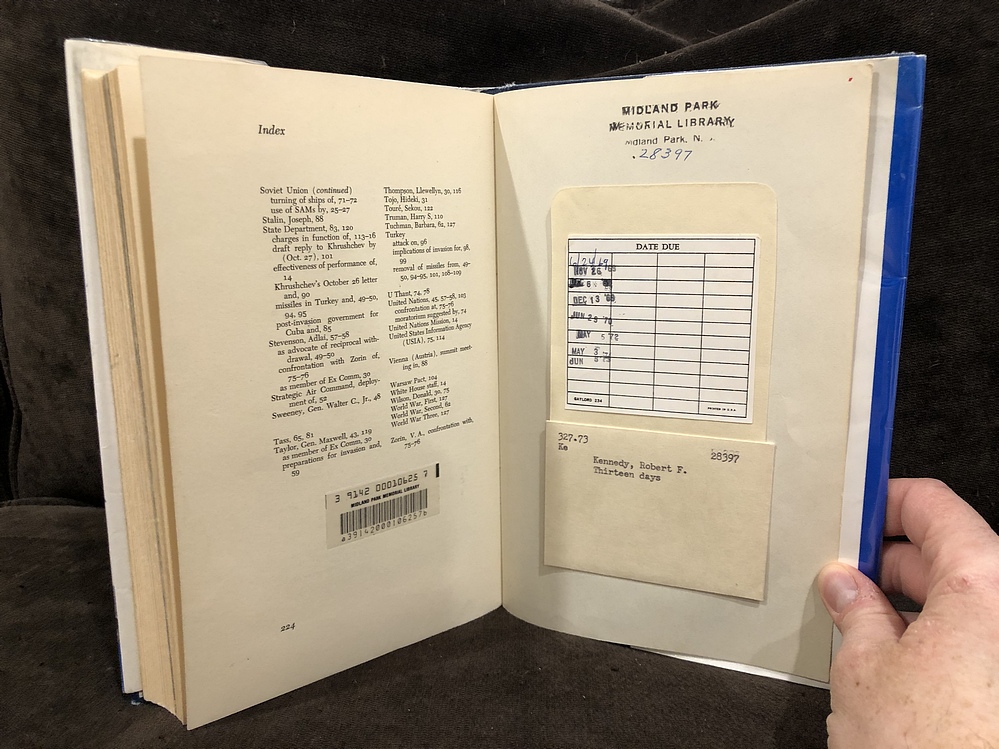 Index
Soviet Union (continued)
turning of ships of, 71–72
use of SAMs by, 25–27
Stalin, Joseph, 88
State Department, 83, 120
charges in function of, 113–16
draft reply to Khrushchev by
(Oct. 27), 101
effectiveness of performance of,
14
Khrushchev's October 26 letter
and, 90
missiles in Turkey and, 49–50,
94, 95
post-invasion government for
Cuba and, 85
Stevenson, Adlai, 57–58
as advocate of reciprocal with-
drawal, 49–50
confrontation with Zorin of,
75–76
as member of Ex Comm, 30
Strategic Air Command, deploy-
ment of, 52
Sweeney, Gen. Walter C., Jr., 48
Tass, 65, 81
Taylor, Gen. Maxwell, 43, 119
as member of Ex Comm, 30
preparations for invasion and,
59
Thompson, Llewellyn, 30, 116
Tojo, Hideki, 31
Touré, Sekou, 122
Truman, Harry S, 110
Tuchman, Barbara, 62, 127
Turkey
attack on, 96
implications of invasion for, 98,
99
removal of missiles from, 49–
50, 94–95, 101, 108–109
U Thant, 74, 78
United Nations, 45, 57–58, 103
confrontation at, 75–76
moratorium suggested by, 74
United Nations Mission, 14
United States Information Agency
(USIA), 75, 114
Vienna (Austria), summit meet-
ing in, 88
Warsaw Pact, 104
White House staff, 14
Wilson, Donald, 30, 75
World War, First, 127
World War, Second, 62
World War Three, 127
Zorin, V. A., confrontation with,
75–76
3 9142 00010625 7
MIDLAND PARK MEMORIAL LIBRARY
a39142000106257b
224
MIDLAND PARK
MEMORIAL LIBRARY
Midland Park, N.
.28397
DATE DUE
NOV 26
DEC 13
JUN 2
MAY 5
MAY 3
JUN
GAYLORD 234
PRINTED IN U.S.A.
327.73
Ke
28397
Kennedy, Robert F.
Thirteen days